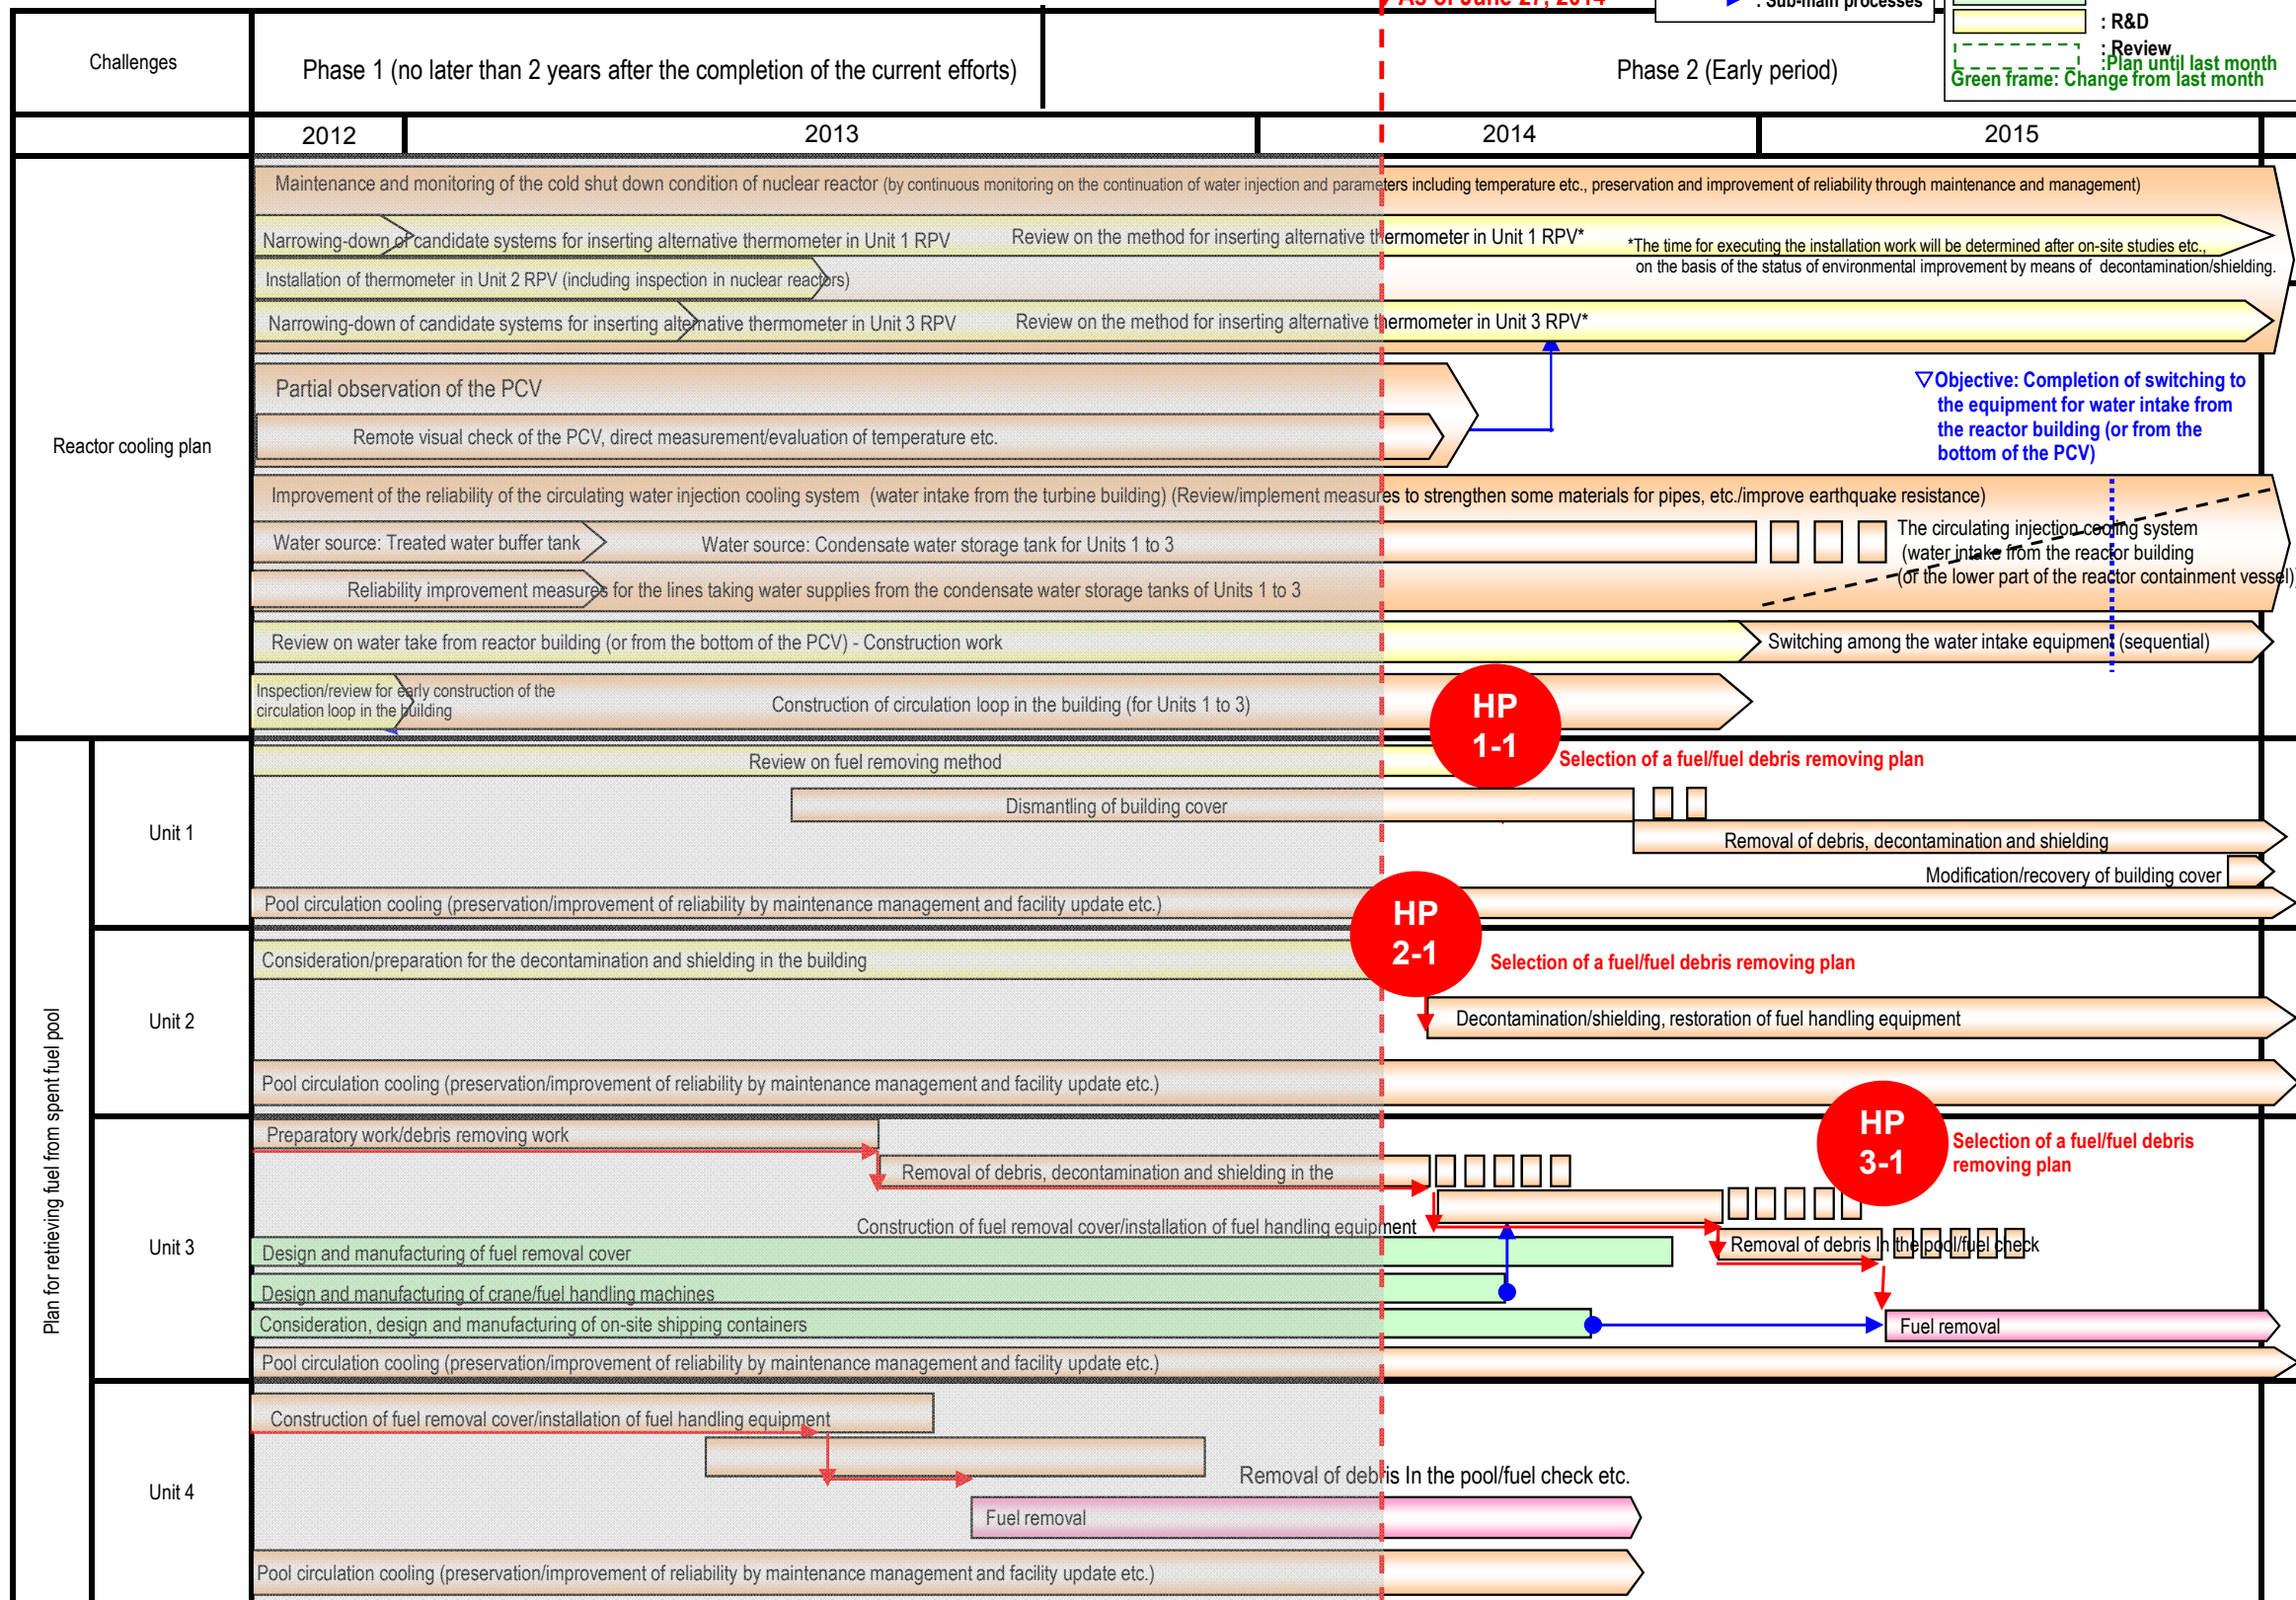 As of June 27, 2014
: Sub-main processes
: R&D
: Review
:Plan until last month
Green frame: Change from last month
Challenges
Phase 1 (no later than 2 years after the completion of the current efforts)
Phase 2 (Early period)
2012
2013
2014
2015
Reactor cooling plan
Maintenance and monitoring of the cold shut down condition of nuclear reactor (by continuous monitoring on the continuation of water injection and parameters including temperature etc., preservation and improvement of reliability through maintenance and management)
Narrowing-down of candidate systems for inserting alternative thermometer in Unit 1 RPV
Review on the method for inserting alternative thermometer in Unit 1 RPV*
*The time for executing the installation work will be determined after on-site studies etc.,
on the basis of the status of environmental improvement by means of decontamination/shielding.
Installation of thermometer in Unit 2 RPV (including inspection in nuclear reactors)
Narrowing-down of candidate systems for inserting alternative thermometer in Unit 3 RPV
Review on the method for inserting alternative thermometer in Unit 3 RPV*
Partial observation of the PCV
Remote visual check of the PCV, direct measurement/evaluation of temperature etc.
▽Objective: Completion of switching to
the equipment for water intake from
the reactor building (or from the
bottom of the PCV)
Improvement of the reliability of the circulating water injection cooling system (water intake from the turbine building) (Review/implement measures to strengthen some materials for pipes, etc./improve earthquake resistance)
Water source: Treated water buffer tank
Water source: Condensate water storage tank for Units 1 to 3
The circulating injection cooling system
(water intake from the reactor building
(or the lower part of the reactor containment vessel)
Reliability improvement measures for the lines taking water supplies from the condensate water storage tanks of Units 1 to 3
Review on water take from reactor building (or from the bottom of the PCV) - Construction work
Switching among the water intake equipment (sequential)
Inspection/review for early construction of the
circulation loop in the building
Construction of circulation loop in the building (for Units 1 to 3)
HP
1-1
Plan for retrieving fuel from spent fuel pool
Unit 1
Review on fuel removing method
Selection of a fuel/fuel debris removing plan
Dismantling of building cover
Removal of debris, decontamination and shielding
Modification/recovery of building cover
Pool circulation cooling (preservation/improvement of reliability by maintenance management and facility update etc.)
HP
2-1
Unit 2
Consideration/preparation for the decontamination and shielding in the building
Selection of a fuel/fuel debris removing plan
Decontamination/shielding, restoration of fuel handling equipment
Pool circulation cooling (preservation/improvement of reliability by maintenance management and facility update etc.)
HP
3-1
Unit 3
Preparatory work/debris removing work
Selection of a fuel/fuel debris
removing plan
Removal of debris, decontamination and shielding in the
Construction of fuel removal cover/installation of fuel handling equipment
Design and manufacturing of fuel removal cover
Removal of debris In the pool/fuel check
Design and manufacturing of crane/fuel handling machines
Consideration, design and manufacturing of on-site shipping containers
Fuel removal
Pool circulation cooling (preservation/improvement of reliability by maintenance management and facility update etc.)
Unit 4
Construction of fuel removal cover/installation of fuel handling equipment
Removal of debris In the pool/fuel check etc.
Fuel removal
Pool circulation cooling (preservation/improvement of reliability by maintenance management and facility update etc.)